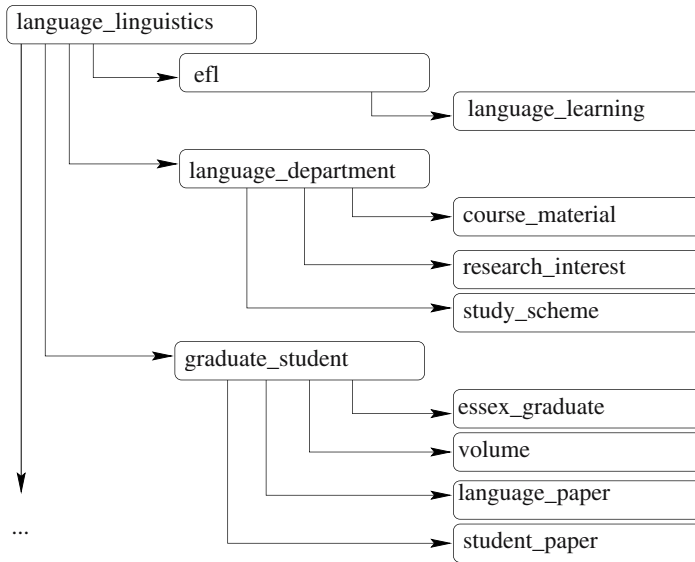 language_linguistics
efl
language_learning
language_department
course_material
research_interest
study_scheme
graduate_student
essex_graduate
volume
language_paper
student_paper
...